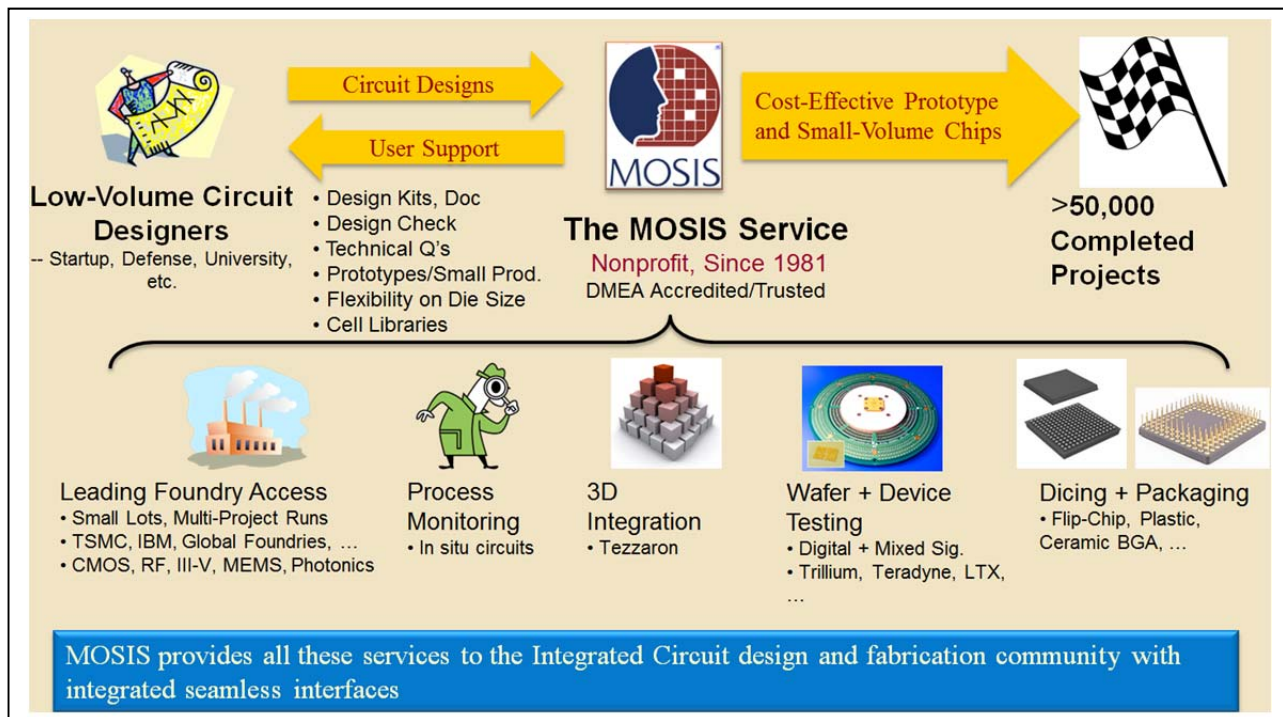 Circuit Designs
User Support
MOSIS
Cost-Effective Prototype
and Small-Volume Chips
Low-Volume Circuit
Designers
-- Startup, Defense, University,
etc.
• Design Kits, Doc
• Design Check
• Technical Q's
• Prototypes/Small Prod.
• Flexibility on Die Size
• Cell Libraries
The MOSIS Service
Nonprofit, Since 1981
DMEA Accredited/Trusted
>50,000
Completed
Projects
Leading Foundry Access
• Small Lots, Multi-Project Runs
• TSMC, IBM, Global Foundries, …
• CMOS, RF, III-V, MEMS, Photonics
Process
Monitoring
• In situ circuits
3D
Integration
• Tezzaron
Wafer + Device
Testing
• Digital + Mixed Sig.
• Trillium, Teradyne, LTX,
…
Dicing + Packaging
• Flip-Chip, Plastic,
Ceramic BGA, …
MOSIS provides all these services to the Integrated Circuit design and fabrication community with
integrated seamless interfaces